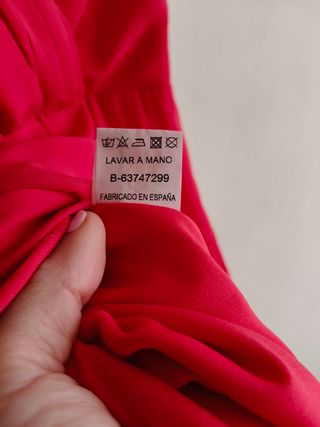 LAVAR A MANO
B-63747299
FABRICADO EN ESPAÑA